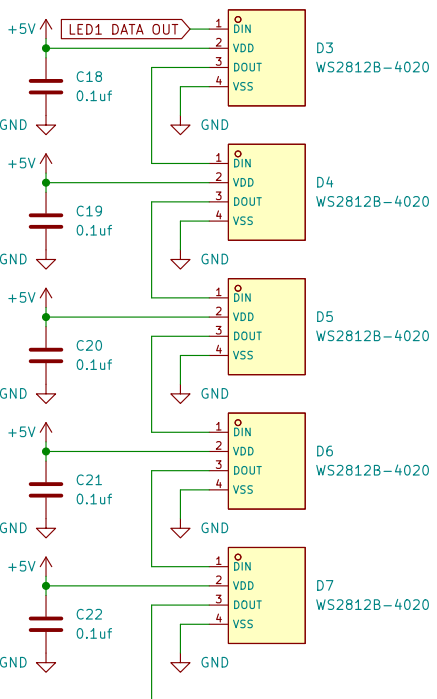 +5V
LED1 DATA OUT
1 DIN
2 VDD
3 DOUT
4 VSS
D3
WS2812B-4020
C18
0.1uf
GND
GND
+5V
1 DIN
2 VDD
3 DOUT
4 VSS
D4
WS2812B-4020
C19
0.1uf
GND
GND
+5V
1 DIN
2 VDD
3 DOUT
4 VSS
D5
WS2812B-4020
C20
0.1uf
GND
GND
+5V
1 DIN
2 VDD
3 DOUT
4 VSS
D6
WS2812B-4020
C21
0.1uf
GND
GND
+5V
1 DIN
2 VDD
3 DOUT
4 VSS
D7
WS2812B-4020
C22
0.1uf
GND
GND